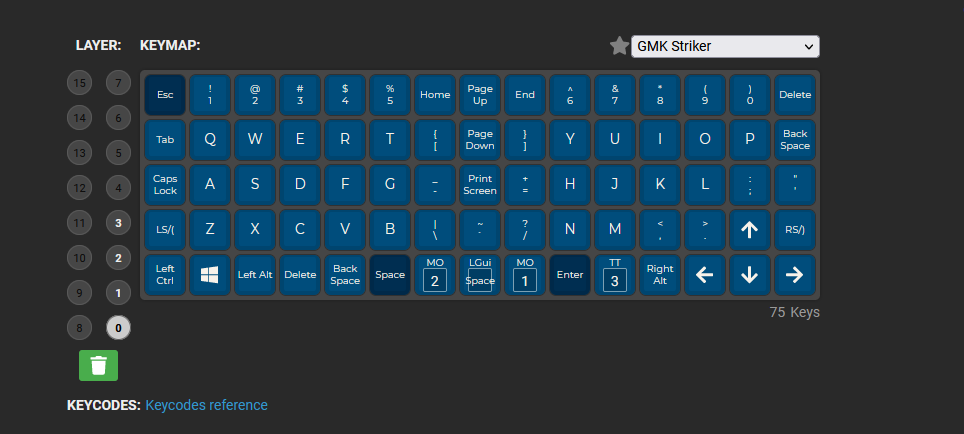 LAYER: KEYMAP: GMK Striker
15 7 Esc ! 1 @ 2 # 3 $ 4 % 5 Home Page Up End ^ 6 & 7 * 8 ( 9 ) 0 Delete
14 6 Tab Q W E R T { [ Page Down } ] Y U I O P Back Space
13 5
12 4 Caps Lock A S D F G _ - Print Screen + = H J K L : ; " '
11 3 LS/( Z X C V B | \ ~ ` ? / N M < , > . RS/)
10 2
9 1 Left Ctrl Left Alt Delete Back Space Space MO 2 LGui Space MO 1 Enter TT 3 Right Alt
8 0 75 Keys
KEYCODES: Keycodes reference